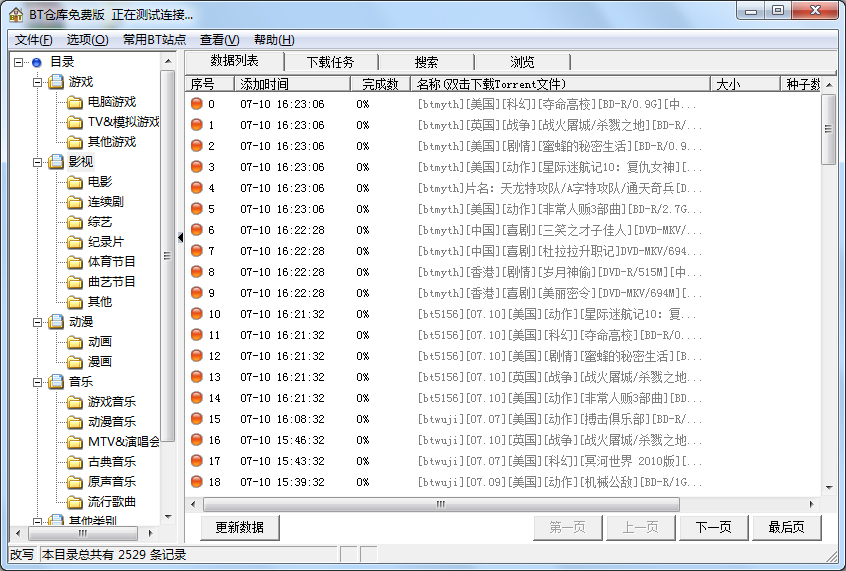 BT仓库免费版 正在测试连接...
文件(F) 选项(O) 常用BT站点 查看(V) 帮助(H)
目录
游戏
电脑游戏
TV&模拟游戏
其他游戏
影视
电影
连续剧
综艺
纪录片
体育节目
曲艺节目
其他
动漫
动画
漫画
音乐
游戏音乐
动漫音乐
MTV&演唱会
古典音乐
原声音乐
流行歌曲
其他类别
数据列表 下载任务 搜索 浏览
序号 添加时间 完成数 名称(双击下载Torrent文件) 大小 种子数
0 07-10 16:23:06 0% [btmyth][美国][科幻][夺命高校][BD-R/0.9G][中...
1 07-10 16:23:06 0% [btmyth][英国][战争][战火屠城/杀戮之地][BD-R/...
2 07-10 16:23:06 0% [btmyth][美国][剧情][蜜蜂的秘密生活][BD-R/0.9...
3 07-10 16:23:06 0% [btmyth][美国][动作][星际迷航记10：复仇女神][...
4 07-10 16:23:06 0% [btmyth]片名：天龙特攻队/A字特攻队/通天奇兵[D...
5 07-10 16:23:06 0% [btmyth][美国][动作][非常人贩3部曲][BD-R/2.7G...
6 07-10 16:22:28 0% [btmyth][中国][喜剧][三笑之才子佳人][DVD-MKV/...
7 07-10 16:22:28 0% [btmyth][中国][喜剧][杜拉拉升职记]DVD-MKV/694...
8 07-10 16:22:28 0% [btmyth][香港][剧情][岁月神偷][DVD-R/515M][中...
9 07-10 16:22:28 0% [btmyth][香港][喜剧][美丽密令][DVD-MKV/694M][...
10 07-10 16:21:32 0% [bt5156][07.10][美国][动作][星际迷航记10：复...
11 07-10 16:21:32 0% [bt5156][07.10][美国][科幻][夺命高校][BD-R/0....
12 07-10 16:21:32 0% [bt5156][07.10][美国][剧情][蜜蜂的秘密生活][B...
13 07-10 16:21:32 0% [bt5156][07.10][英国][战争][战火屠城/杀戮之地...
14 07-10 16:21:32 0% [bt5156][07.10][美国][动作][非常人贩3部曲][BD...
15 07-10 16:08:32 0% [btwuji][07.07][美国][动作][搏击俱乐部][BD-R/...
16 07-10 15:46:32 0% [btwuji][07.10][英国][战争][战火屠城/杀戮之地...
17 07-10 15:43:32 0% [btwuji][07.07][美国][科幻][冥河世界 2010版][...
18 07-10 15:39:32 0% [btwuji][07.09][美国][动作][机械公敌][BD-R/1G...
更新数据 第一页 上一页 下一页 最后页
改写 本目录总共有 2529 条记录